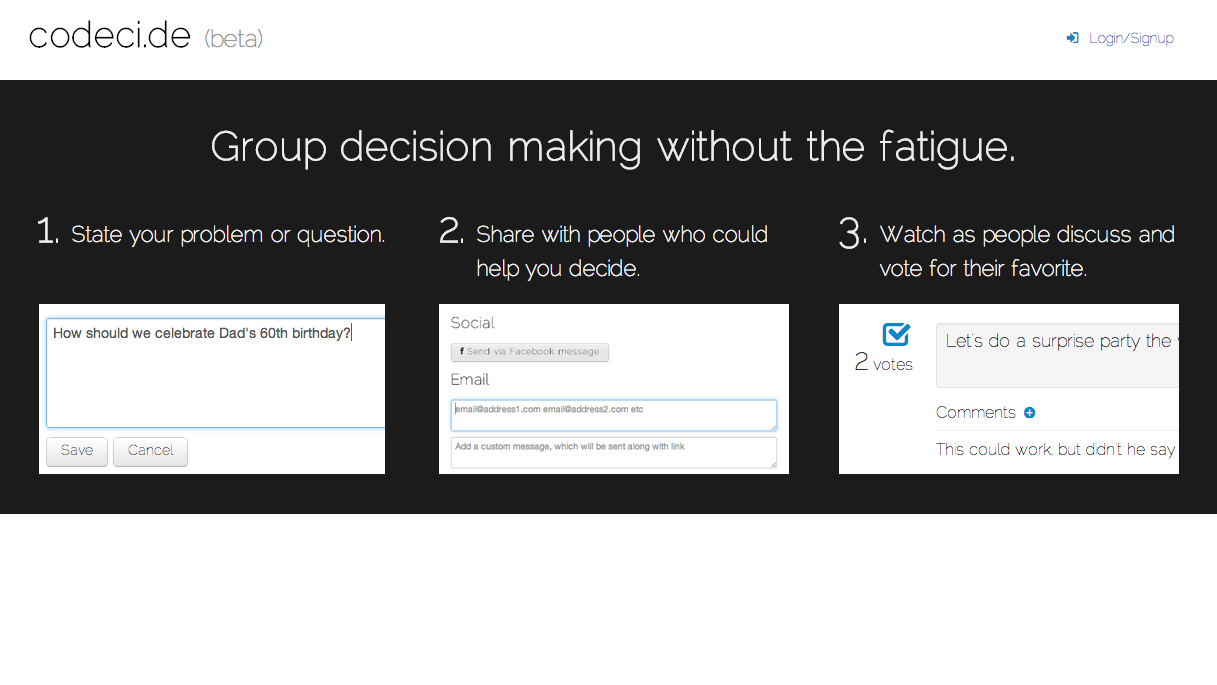 codeci.de (beta)
Login/Signup
Group decision making without the fatigue.
1. State your problem or question.
2. Share with people who could
help you decide.
3. Watch as people discuss and
vote for their favorite.
How should we celebrate Dad's 60th birthday?
Save Cancel
Social
f Send via Facebook message
Email
email@address1.com email@address2.com etc
Add a custom message, which will be sent along with link
2 votes
Let's do a surprise party the
Comments
This could work, but didn't he say